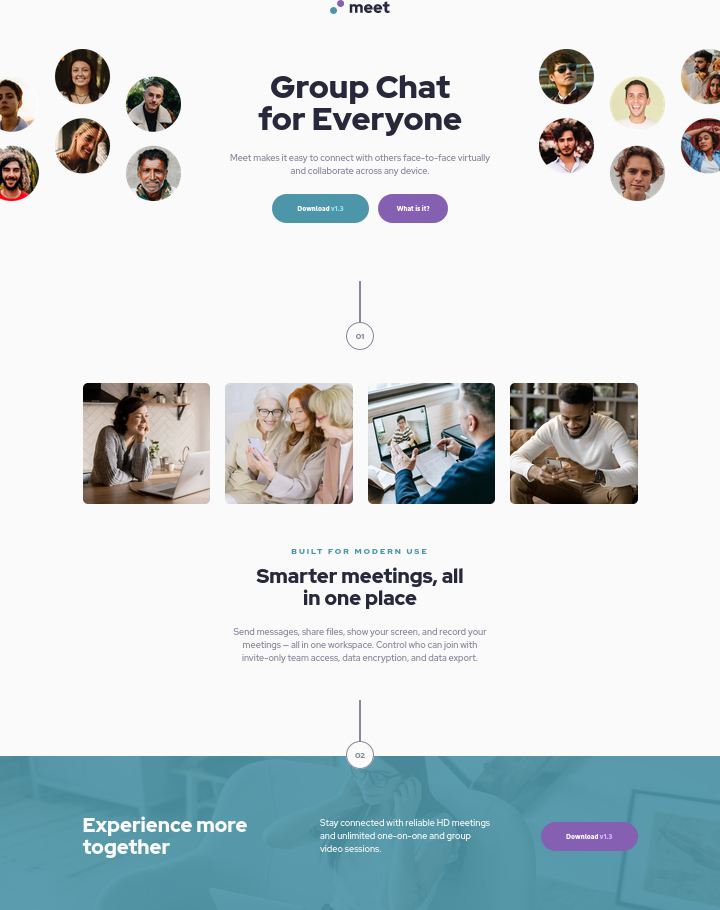 meet
Group Chat
for Everyone
Meet makes it easy to connect with others face-to-face virtually
and collaborate across any device.
Download v1.3
What is it?
01
BUILT FOR MODERN USE
Smarter meetings, all
in one place
Send messages, share files, show your screen, and record your
meetings — all in one workspace. Control who can join with
invite-only team access, data encryption, and data export.
02
Experience more
together
Stay connected with reliable HD meetings
and unlimited one-on-one and group
video sessions.
Download v1.3